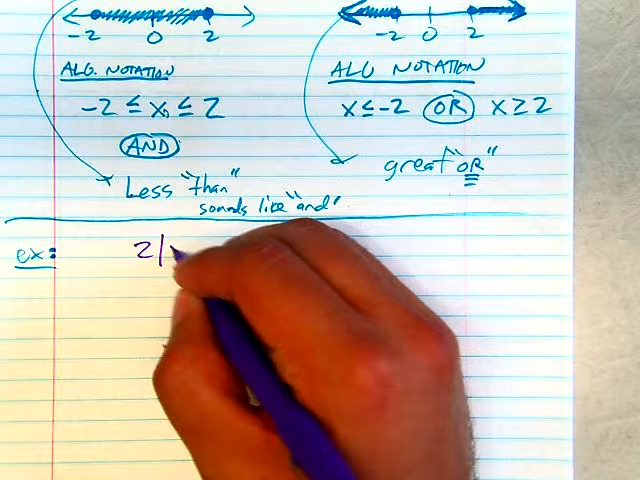 -2 0 2 -2 0 2
ALG. NOTATION ALG NOTATION
-2 ≤ x ≤ 2 x ≤ -2 OR x ≥ 2
AND
great "OR"
Less "than"
sounds like "and"
ex: 2|